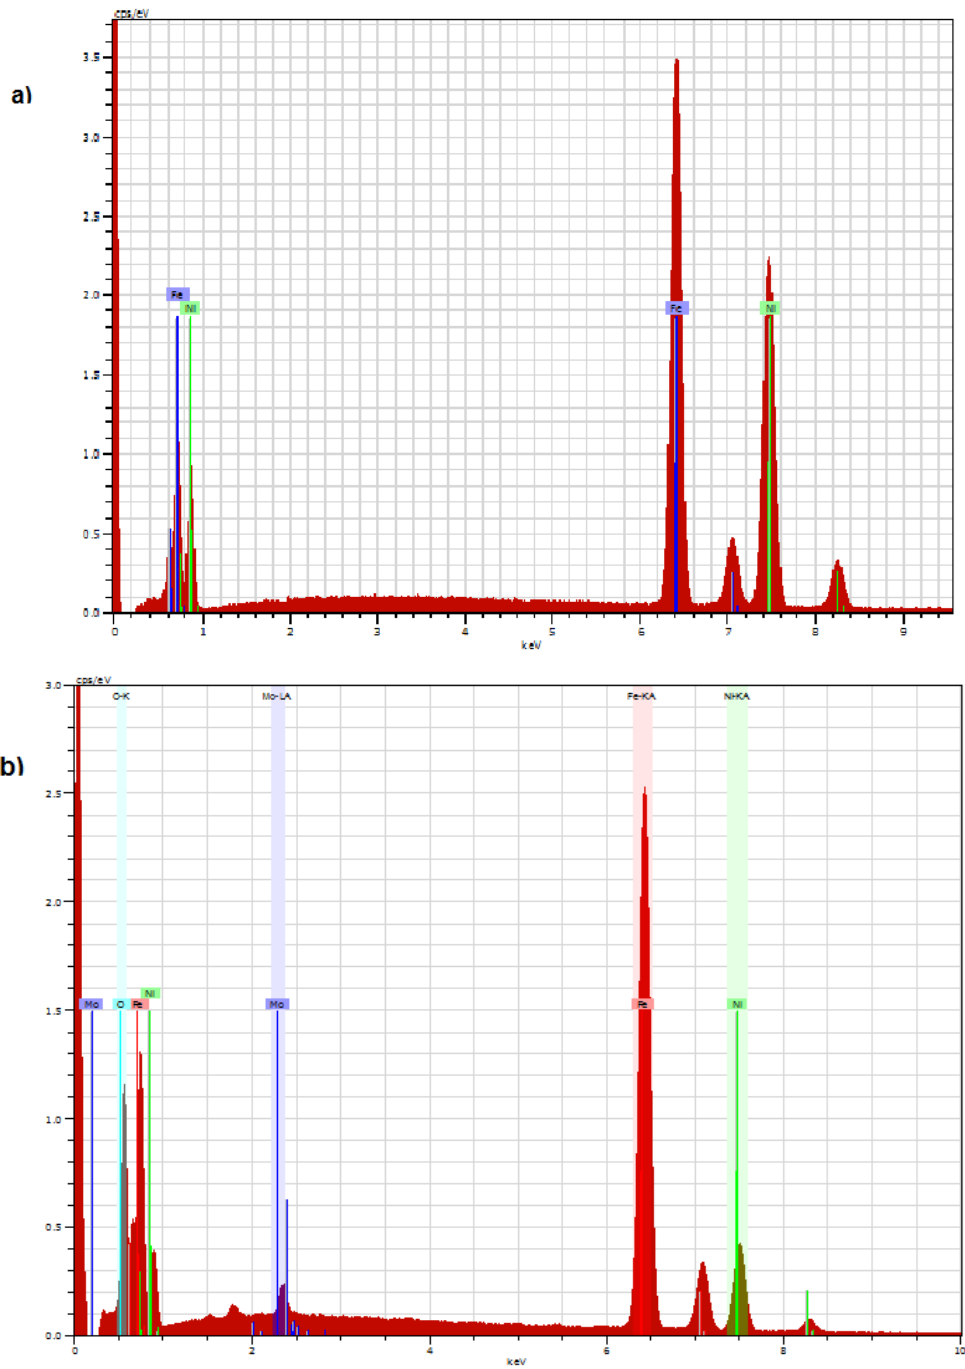 cps/eV
a)
3.5
3.0
2.5
Fe
2.0
Ni
Fe
Ni
1.5
1.0
0.5
0.0
0 1 2 3 4 5 6 7 8 9
keV
cps/eV
3.0
O-K Mo-LA Fe-KA Ni-KA
b)
2.5
2.0
Ni
Mo O Fe Mo Fe Ni
1.5
1.0
0.5
0.0
0 2 4 6 8 10
keV